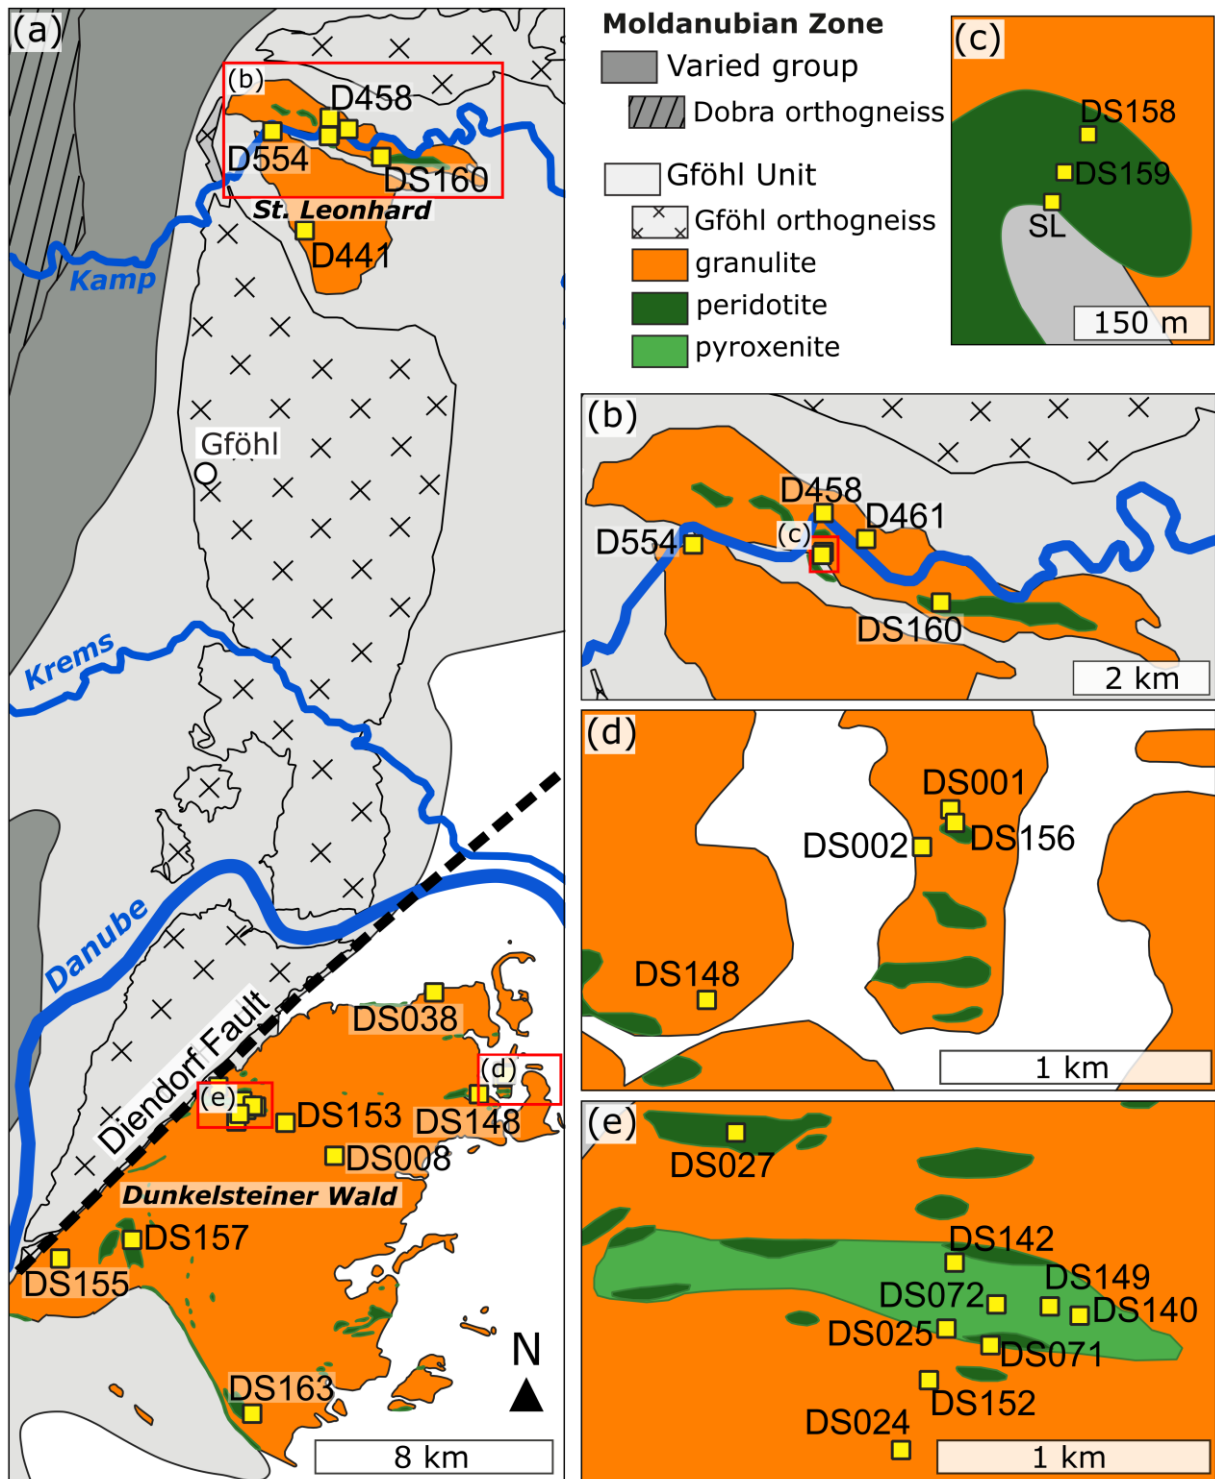 (a)
(b)
D458
D554
DS160
St. Leonhard
D441
Kamp
Gföhl
Krems
Danube
Diendorf Fault
DS038
(d)
(e)
DS153
DS148
DS008
Dunkelsteiner Wald
DS157
DS155
N
DS163
8 km
Moldanubian Zone
Varied group
Dobra orthogneiss
Gföhl Unit
Gföhl orthogneiss
granulite
peridotite
pyroxenite
(c)
DS158
DS159
SL
150 m
(b)
D458
D461
D554
(c)
DS160
2 km
(d)
DS001
DS002
DS156
DS148
1 km
(e)
DS027
DS142
DS149
DS072
DS140
DS025
DS071
DS152
DS024
1 km